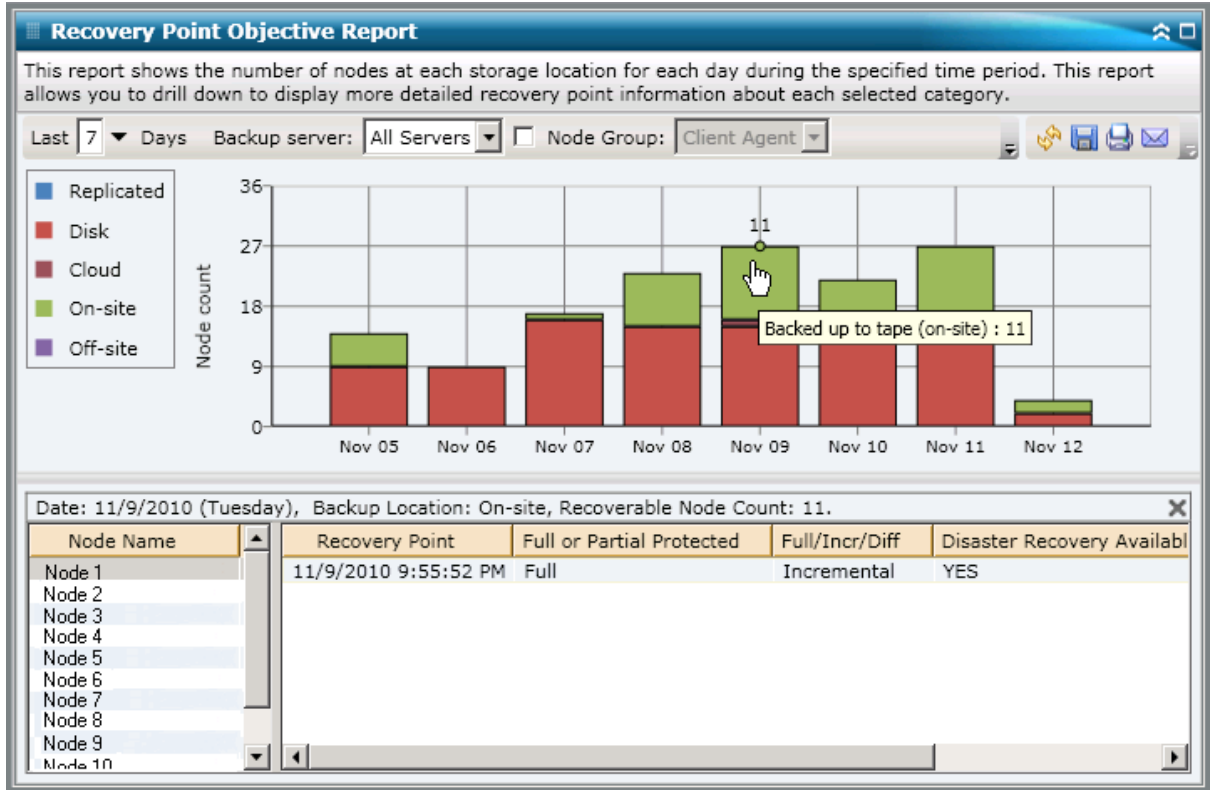 Recovery Point Objective Report
This report shows the number of nodes at each storage location for each day during the specified time period. This report
allows you to drill down to display more detailed recovery point information about each selected category.
Last 7 Days Backup server: All Servers Node Group: Client Agent
Replicated
Disk
Cloud
On-site
Off-site
Node count
36
27
18
9
0
11
Backed up to tape (on-site) : 11
Nov 05 Nov 06 Nov 07 Nov 08 Nov 09 Nov 10 Nov 11 Nov 12
Date: 11/9/2010 (Tuesday), Backup Location: On-site, Recoverable Node Count: 11.
Node Name Recovery Point Full or Partial Protected Full/Incr/Diff Disaster Recovery Availabl
Node 1 11/9/2010 9:55:52 PM Full Incremental YES
Node 2
Node 3
Node 4
Node 5
Node 6
Node 7
Node 8
Node 9
Node 10